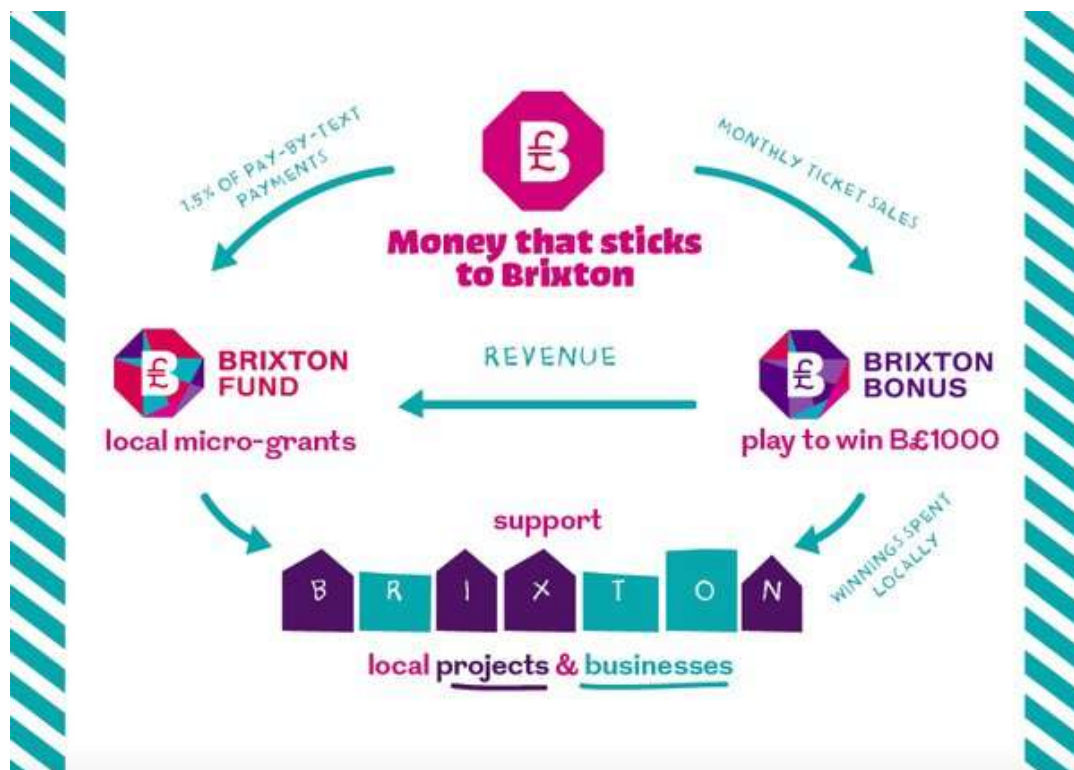 B£
1.5% OF PAY-BY-TEXT
PAYMENTS
MONTHLY TICKET SALES
Money that sticks
to Brixton
B£
BRIXTON
FUND
local micro-grants
REVENUE
B£
BRIXTON
BONUS
play to win B£1000
support
BRIXTON
WINNINGS SPENT
LOCALLY
local projects & businesses